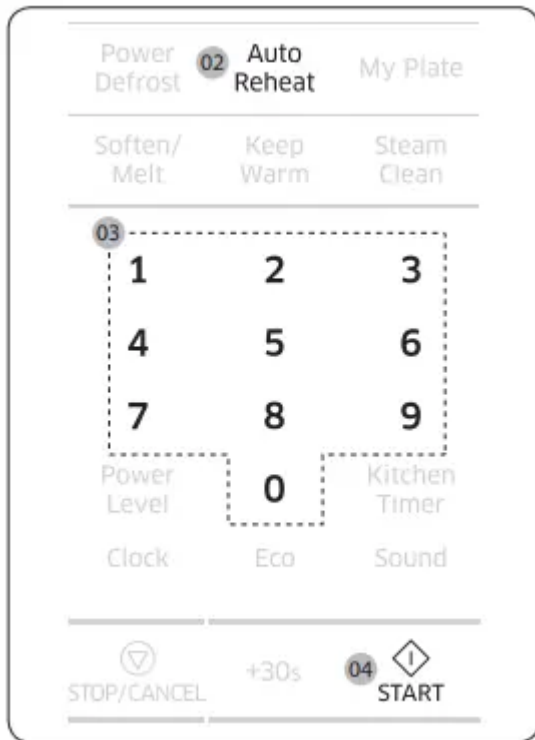 Power
Defrost
02
Auto
Reheat
My Plate
Soften/
Melt
Keep
Warm
Steam
Clean
03
1 2 3
4 5 6
7 8 9
Power
Level
0
Kitchen
Timer
Clock Eco Sound
STOP/CANCEL
+30s
04
START